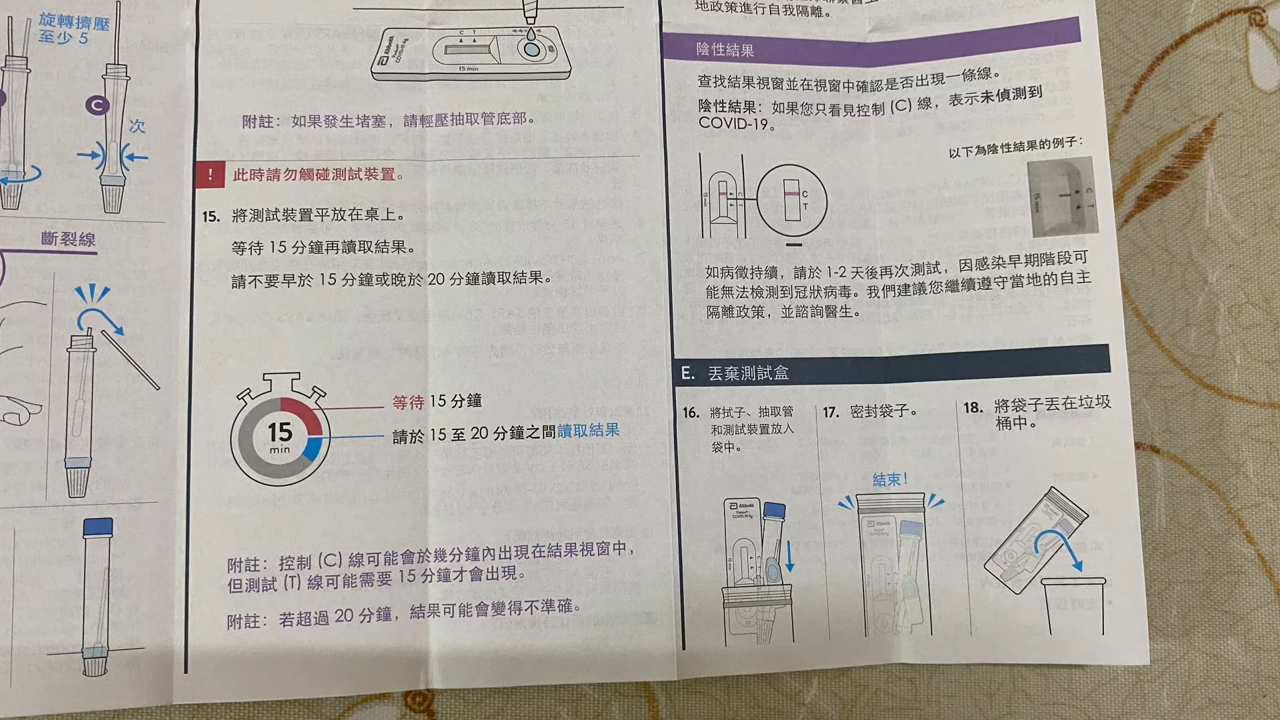 旋轉擠壓
至少 5
C
次
斷裂線
Abbott
Panbio™
COVID-19 Ag
C T
15 min
附註：如果發生堵塞，請輕壓抽取管底部。
! 此時請勿觸碰測試裝置。
15. 將測試裝置平放在桌上。
等待 15 分鐘再讀取結果。
請不要早於 15 分鐘或晚於 20 分鐘讀取結果。
15
min
等待 15 分鐘
請於 15 至 20 分鐘之間讀取結果
附註：控制 (C) 線可能會於幾分鐘內出現在結果視窗中，
但測試 (T) 線可能需要 15 分鐘才會出現。
附註：若超過 20 分鐘，結果可能會變得不準確。
地政策進行自我隔離。
陰性結果
查找結果視窗並在視窗中確認是否出現一條線。
陰性結果：如果您只看見控制 (C) 線，表示未偵測到
COVID-19。
以下為陰性結果的例子：
C
T
15 min
C T
如病徵持續，請於 1-2 天後再次測試，因感染早期階段可
能無法檢測到冠狀病毒。我們建議您繼續遵守當地的自主
隔離政策，並諮詢醫生。
E. 丟棄測試盒
16. 將拭子、抽取管
和測試裝置放入
袋中。
17. 密封袋子。
18. 將袋子丟在垃圾
桶中。
結束！
Abbott
Panbio™
COVID-19 Ag